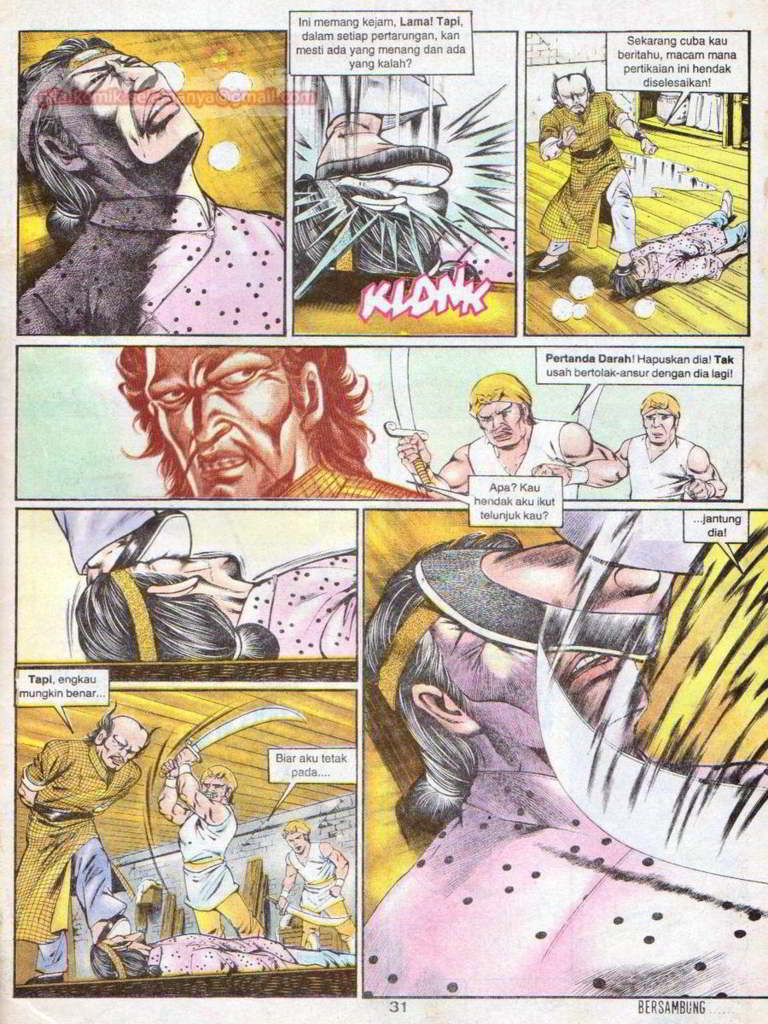 Ini memang kejam, Lama! Tapi,
dalam setiap pertarungan, kan
mesti ada yang menang dan ada
yang kalah?
Sekarang cuba kau
beritahu, macam mana
pertikaian ini hendak
diselesaikan!
KLONK
Pertanda Darah! Hapuskan dia! Tak
usah bertolak-ansur dengan dia lagi!
Apa? Kau
hendak aku ikut
telunjuk kau?
Tapi, engkau
mungkin benar...
Biar aku tetak
pada....
...jantung
dia!
31
BERSAMBUNG......